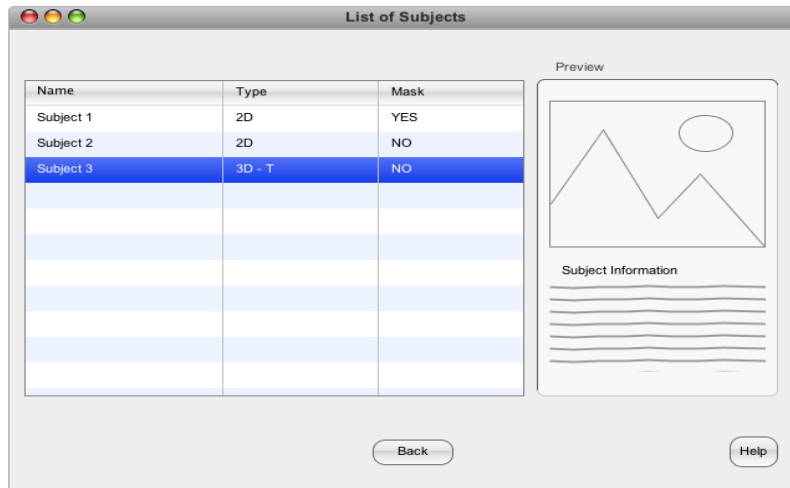 List of Subjects
Preview
Name Type Mask
Subject 1 2D YES
Subject 2 2D NO
Subject 3 3D - T NO
Subject Information
Back
Help